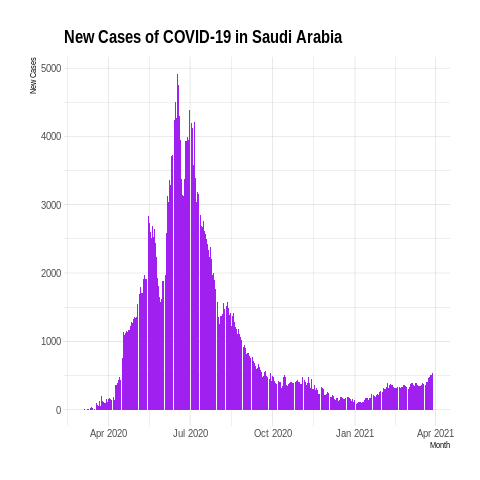 New Cases of COVID-19 in Saudi Arabia
New Cases
5000
4000
3000
2000
1000
0
Apr 2020 Jul 2020 Oct 2020 Jan 2021 Apr 2021
Month